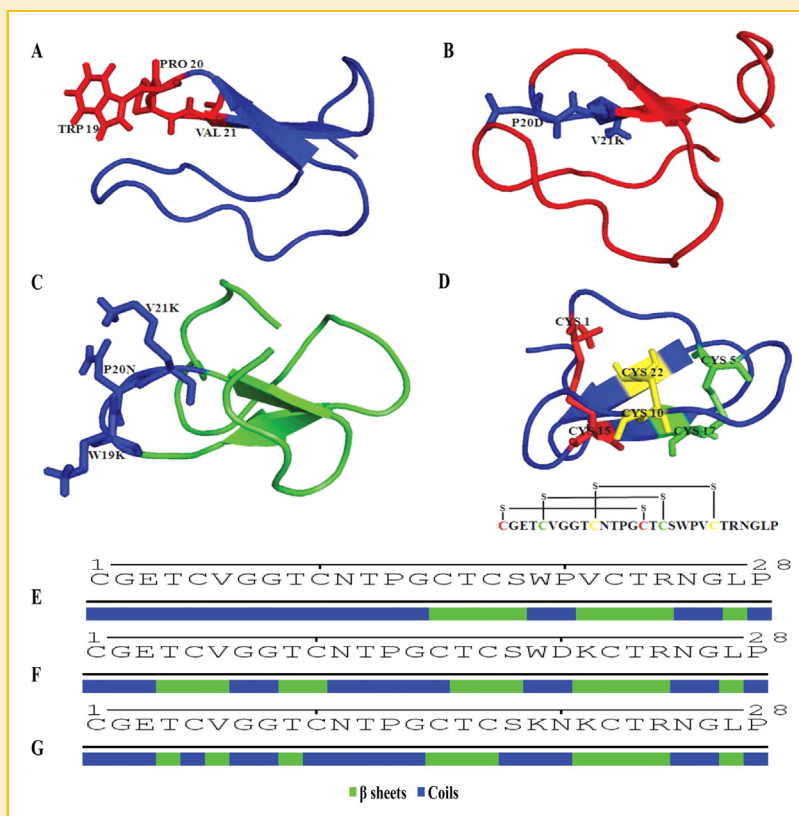 A
B
PRO 20
TRP 19
VAL 21
P20D
V21K
C
D
V21K
P20N
W19K
CYS 1
CYS 5
CYS 22
CYS 10
CYS 15
CYS 17
S S
S S
S S
CGETCVGGTCNTPGCTCSWPVCTRNGLP
1 28
CGETCVGGTCNTPGCTCSWPVCTRNGLP
E
1 28
CGETCVGGTCNTPGCTCSWDKCTRNGLP
F
1 28
CGETCVGGTCNTPGCTCSKNKCTRNGLP
G
β sheets Coils